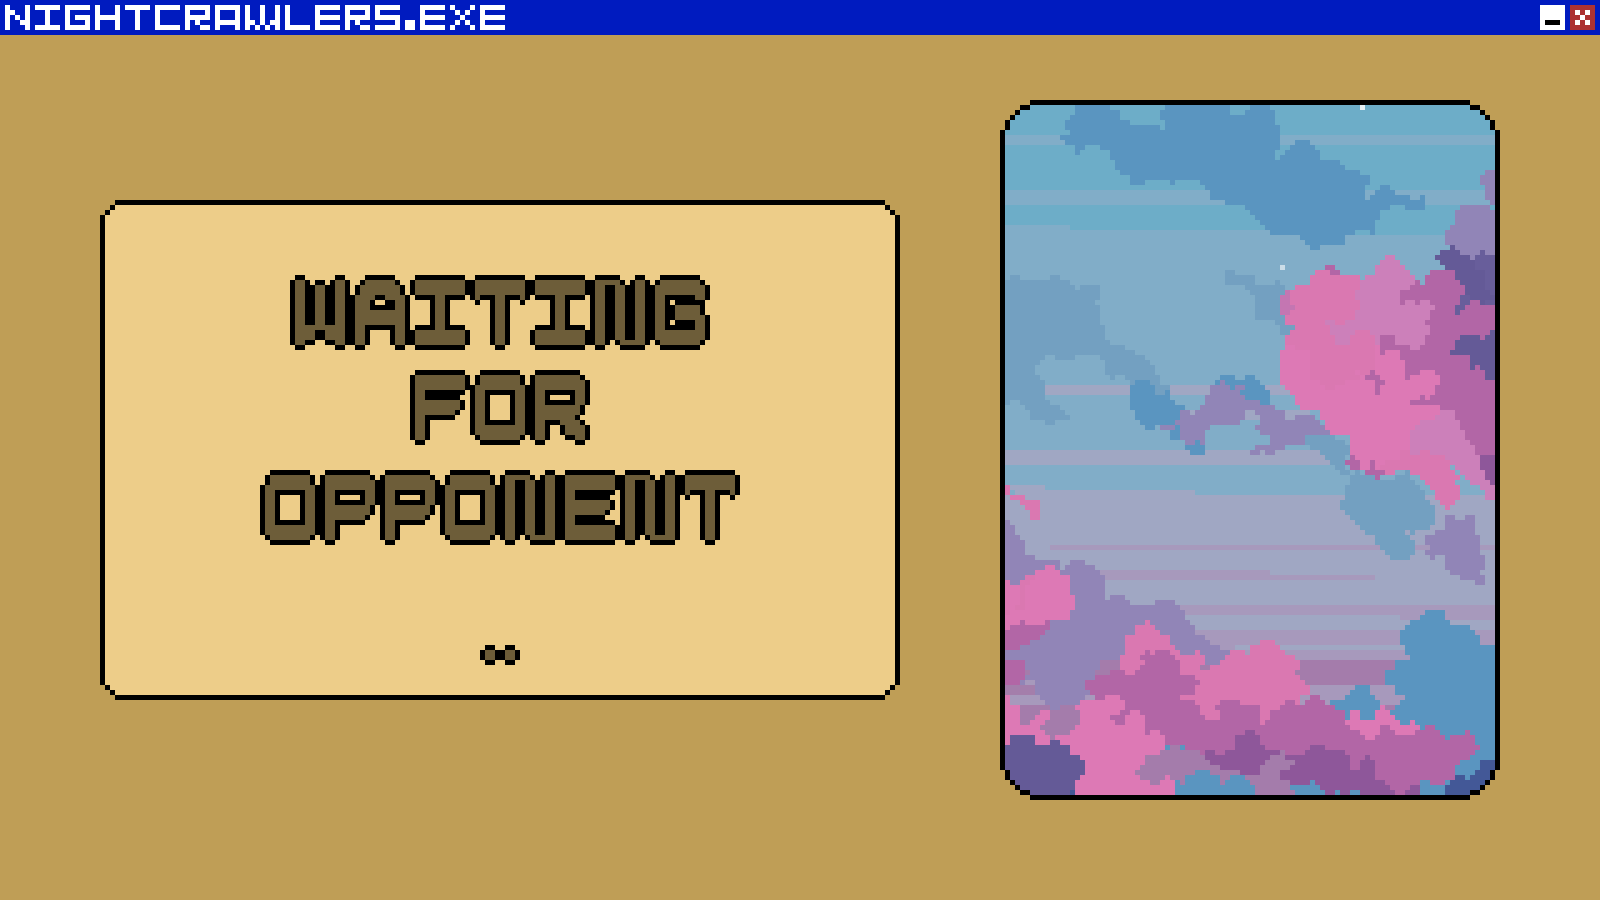 NIGHTCRAWLERS.EXE
WAITING
FOR
OPPONENT
..